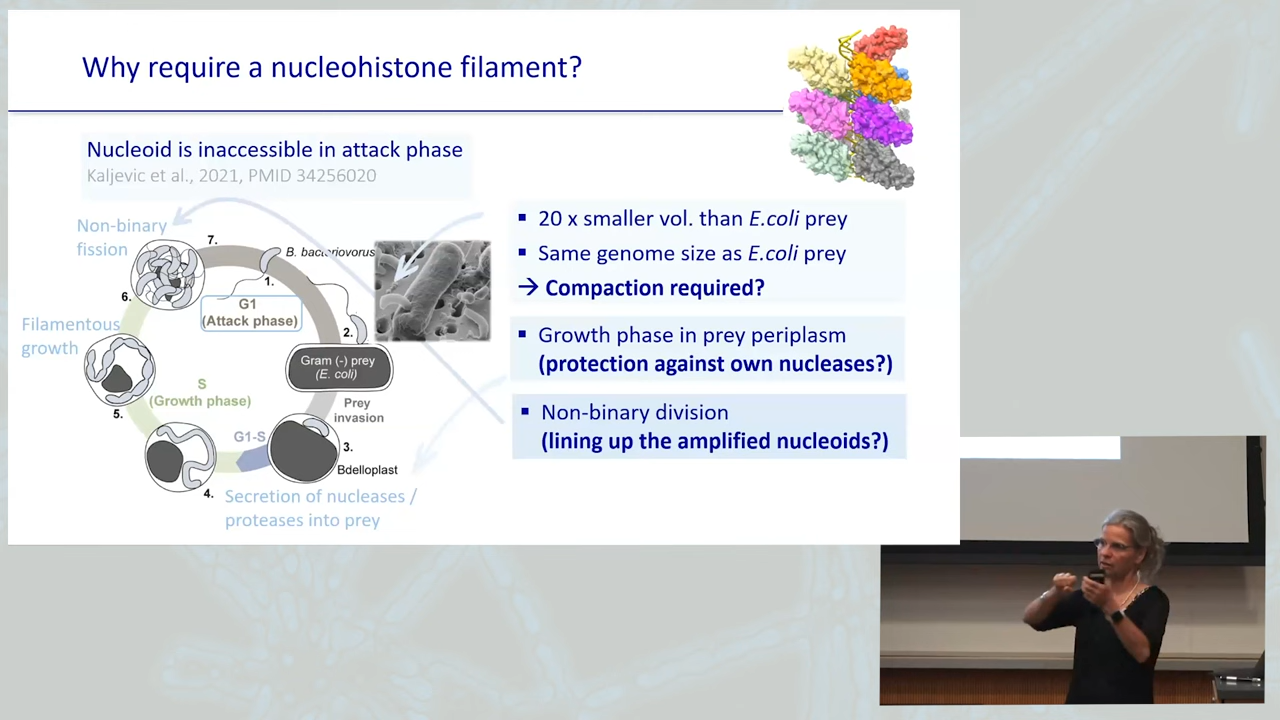 Why require a nucleohistone filament?
Nucleoid is inaccessible in attack phase
Kaljevic et al., 2021, PMID 34256020
Non-binary
fission
7.
B. bacteriovorus
1.
G1
(Attack phase)
6.
2.
Filamentous
growth
Gram (-) prey
(E. coli)
S
(Growth phase)
Prey
invasion
5.
G1-S
3.
Bdelloplast
4.
Secretion of nucleases /
proteases into prey
▪ 20 x smaller vol. than E.coli prey
▪ Same genome size as E.coli prey
→ Compaction required?
▪ Growth phase in prey periplasm
(protection against own nucleases?)
▪ Non-binary division
(lining up the amplified nucleoids?)